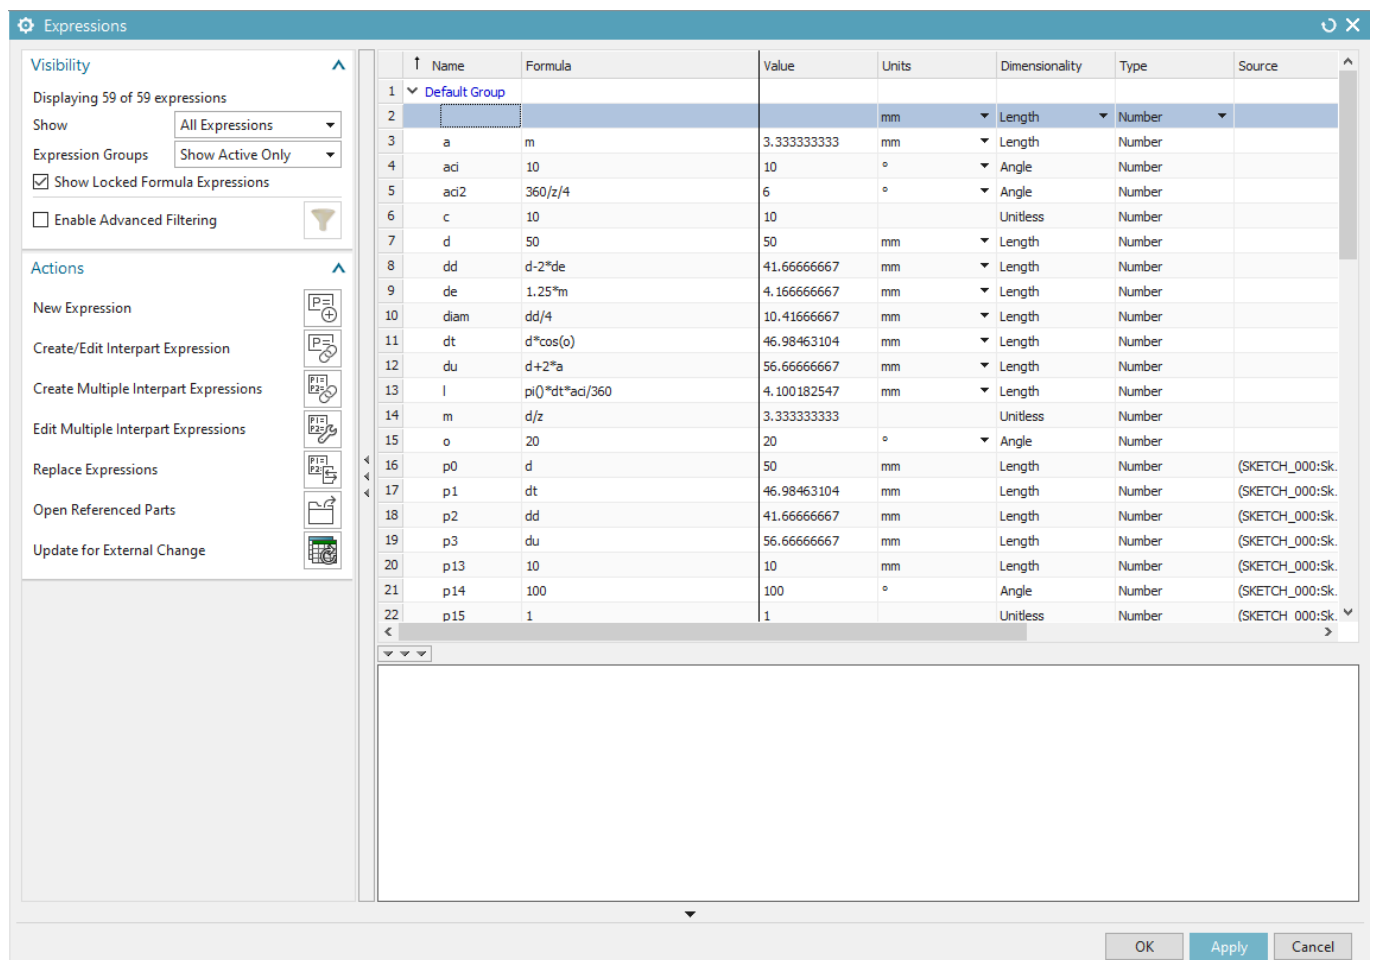 Expressions
Visibility
Displaying 59 of 59 expressions
Show All Expressions
Expression Groups Show Active Only
Show Locked Formula Expressions
Enable Advanced Filtering
Actions
New Expression
Create/Edit Interpart Expression
Create Multiple Interpart Expressions
Edit Multiple Interpart Expressions
Replace Expressions
Open Referenced Parts
Update for External Change
Name Formula Value Units Dimensionality Type Source
1 Default Group
2 mm Length Number
3 a m 3.333333333 mm Length Number
4 aci 10 10 ° Angle Number
5 aci2 360/z/4 6 ° Angle Number
6 c 10 10 Unitless Number
7 d 50 50 mm Length Number
8 dd d-2*de 41.66666667 mm Length Number
9 de 1.25*m 4.166666667 mm Length Number
10 diam dd/4 10.41666667 mm Length Number
11 dt d*cos(o) 46.98463104 mm Length Number
12 du d+2*a 56.66666667 mm Length Number
13 l pi()*dt*aci/360 4.100182547 mm Length Number
14 m d/z 3.333333333 Unitless Number
15 o 20 20 ° Angle Number
16 p0 d 50 mm Length Number (SKETCH_000:Sk.
17 p1 dt 46.98463104 mm Length Number (SKETCH_000:Sk.
18 p2 dd 41.66666667 mm Length Number (SKETCH_000:Sk.
19 p3 du 56.66666667 mm Length Number (SKETCH_000:Sk.
20 p13 10 10 mm Length Number (SKETCH_000:Sk.
21 p14 100 100 ° Angle Number (SKETCH_000:Sk.
22 p15 1 1 Unitless Number (SKETCH_000:Sk.
OK Apply Cancel